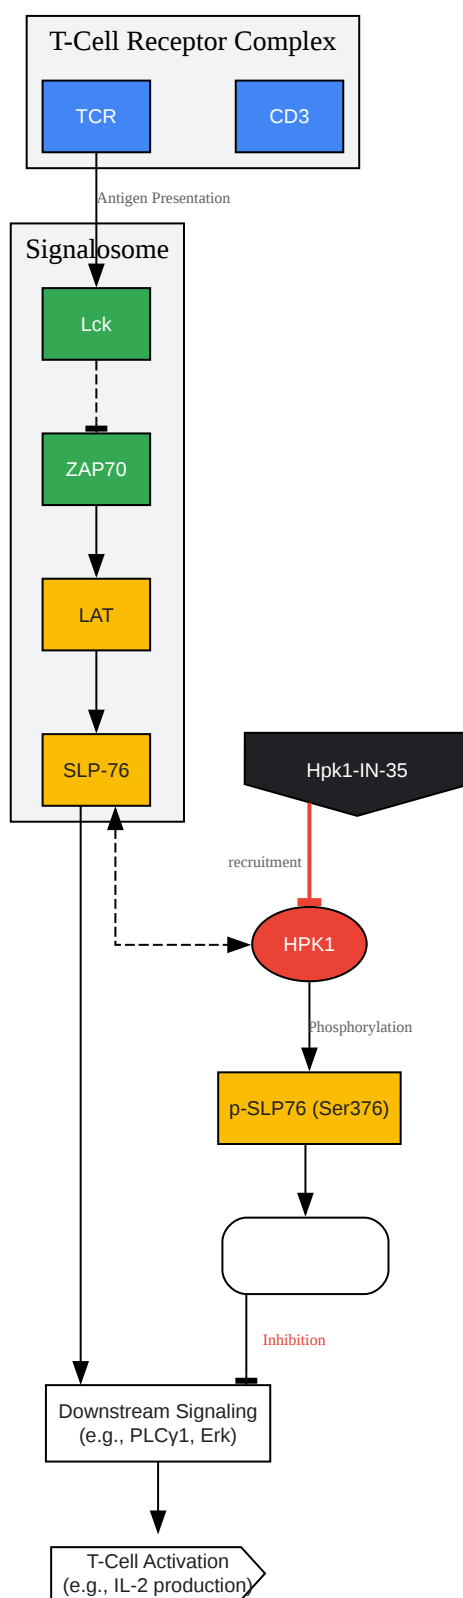 T-Cell Receptor Complex
TCR
CD3
Antigen Presentation
Signalosome
Lck
ZAP70
LAT
SLP-76
Hpk1-IN-35
recruitment
HPK1
Phosphorylation
p-SLP76 (Ser376)
Inhibition
Downstream Signaling
(e.g., PLCγ1, Erk)
T-Cell Activation
(e.g., IL-2 production)